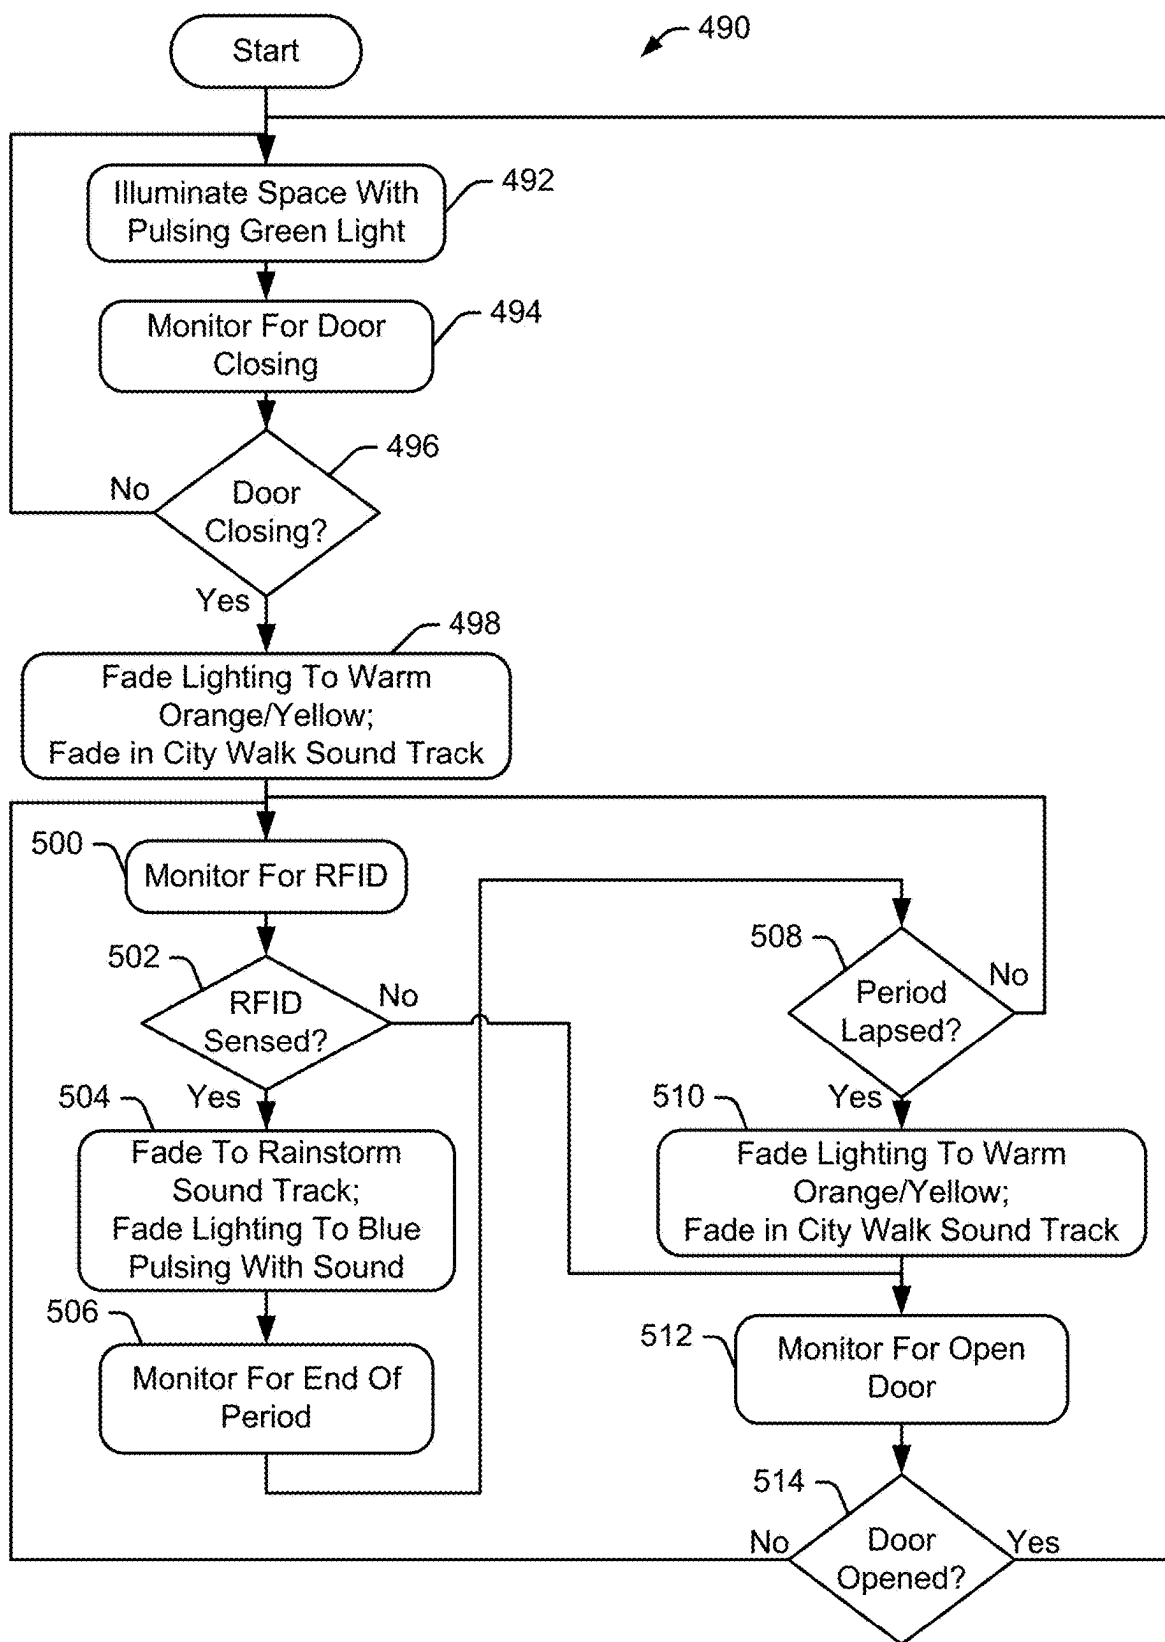 Start
490
Illuminate Space With
Pulsing Green Light
492
Monitor For Door
Closing
494
496
Door
Closing?
No
Yes
498
Fade Lighting To Warm
Orange/Yellow;
Fade in City Walk Sound Track
500
Monitor For RFID
502
RFID
Sensed?
No
Yes
504
Fade To Rainstorm
Sound Track;
Fade Lighting To Blue
Pulsing With Sound
506
Monitor For End Of
Period
508
Period
Lapsed?
No
Yes
510
Fade Lighting To Warm
Orange/Yellow;
Fade in City Walk Sound Track
512
Monitor For Open
Door
514
Door
Opened?
No
Yes